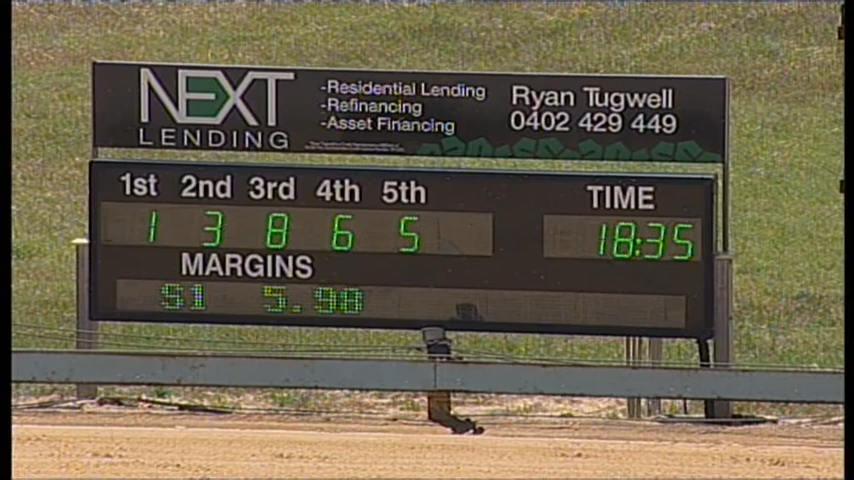 NEXT
LENDING
-Residential Lending
-Refinancing
-Asset Financing
Ryan Tugwell
0402 429 449
1st 2nd 3rd 4th 5th TIME
1 3 8 6 5 18:35
MARGINS
S1 5.90